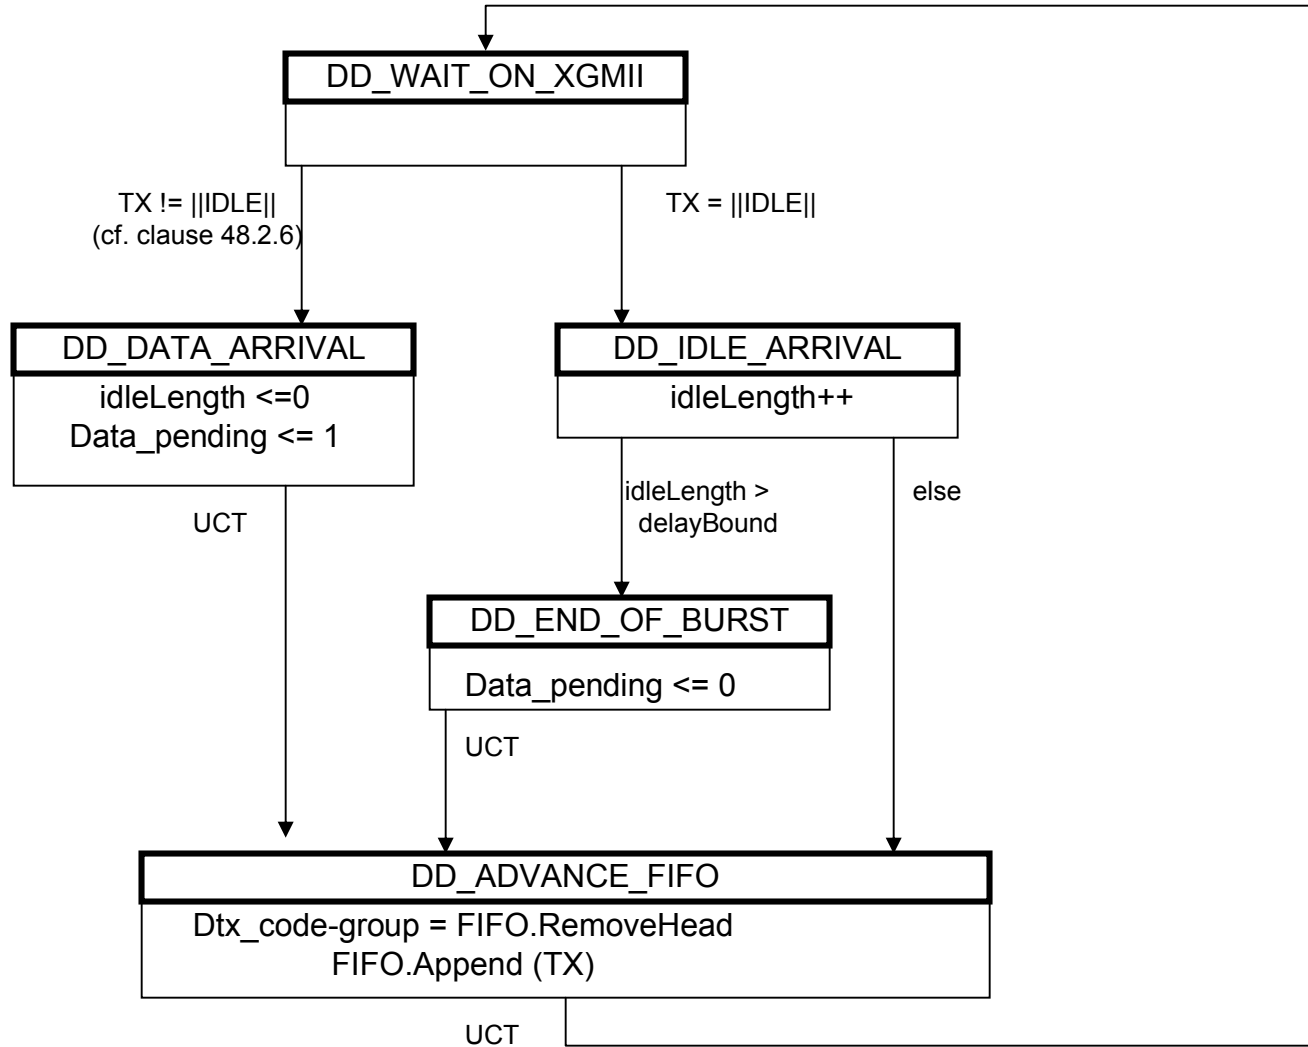 DD_WAIT_ON_XGMII
TX != ||IDLE||
(cf. clause 48.2.6)
TX = ||IDLE||
DD_DATA_ARRIVAL
idleLength <=0
Data_pending <= 1
DD_IDLE_ARRIVAL
idleLength++
UCT
idleLength >
delayBound
else
DD_END_OF_BURST
Data_pending <= 0
UCT
DD_ADVANCE_FIFO
Dtx_code-group = FIFO.RemoveHead
FIFO.Append (TX)
UCT